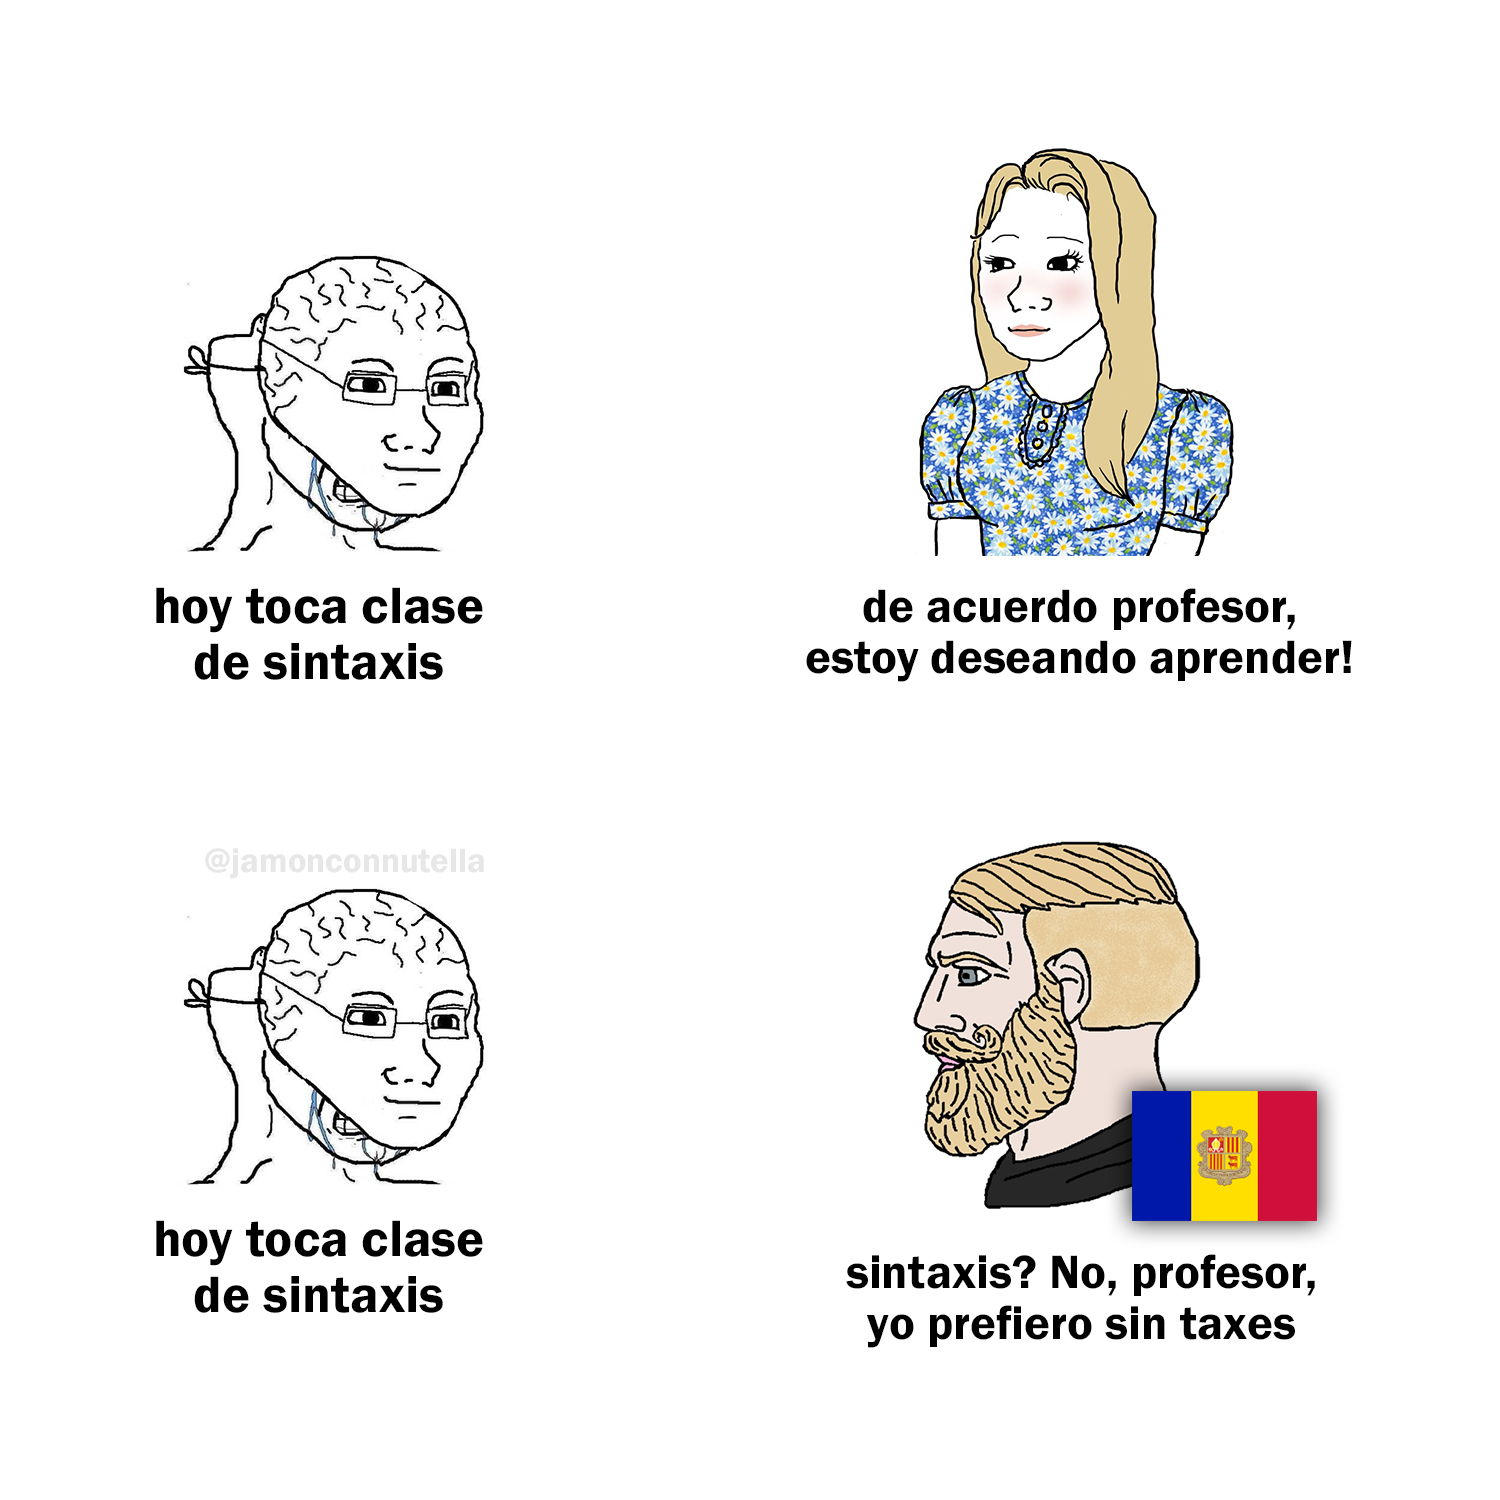 hoy toca clase
de sintaxis
de acuerdo profesor,
estoy deseando aprender!
@jamonconnutella
hoy toca clase
de sintaxis
sintaxis? No, profesor,
yo prefiero sin taxes